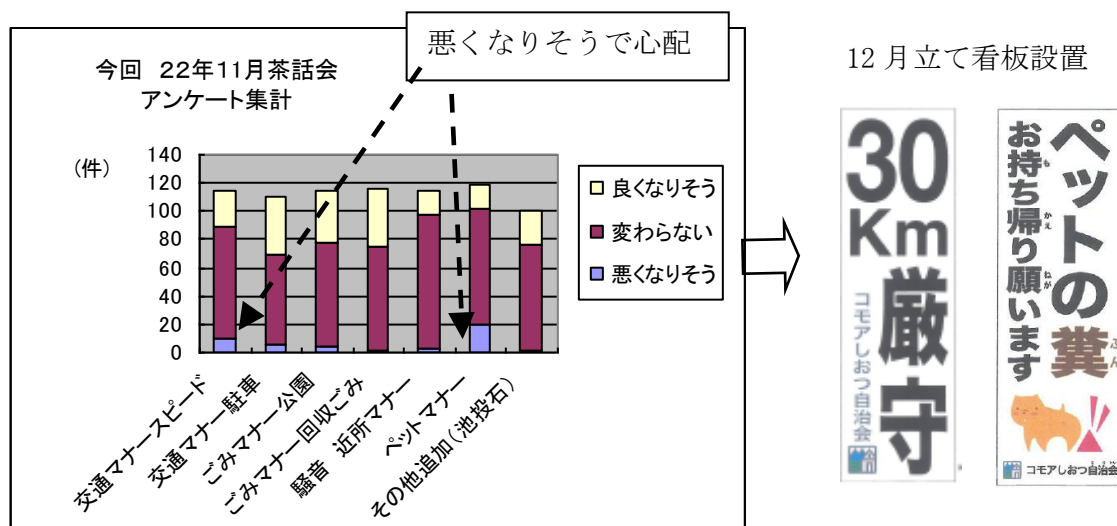 悪くなりそうで心配
今回 22年11月茶話会
アンケート集計
(件)
140
120
100
80
60
40
20
0
交通マナースピード
交通マナー駐車
ごみマナー公園
ごみマナー回収ごみ
騒音 近所マナー
ペットマナー
その他追加(池投石)
良くなりそう
変わらない
悪くなりそう
12月立て看板設置
30
Km
厳守
コモアしおつ自治会
ペットの糞
ふん
お持ち帰り願います
も
かえ
ねが
コモアしおつ自治会